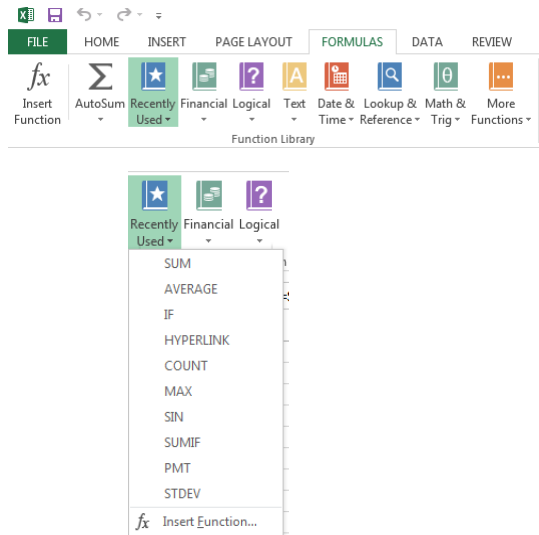 FILE HOME INSERT PAGE LAYOUT FORMULAS DATA REVIEW
fx Σ ? A θ
Insert AutoSum Recently Financial Logical Text Date & Lookup & Math & More
Function Used Time Reference Trig Functions
Function Library
?
Recently Financial Logical
Used
SUM
AVERAGE
IF
HYPERLINK
COUNT
MAX
SIN
SUMIF
PMT
STDEV
fx Insert Function...